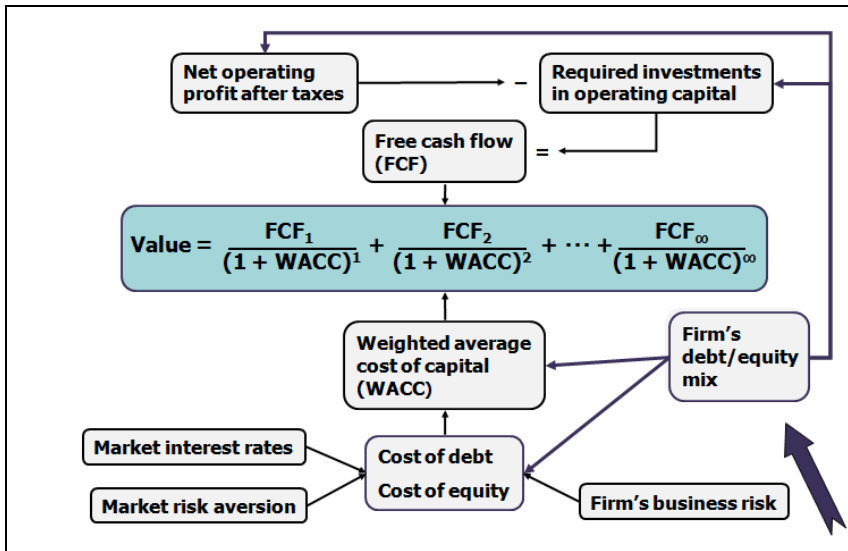 Net operating
profit after taxes
−
Required investments
in operating capital
Free cash flow
(FCF)
=
Value = FCF₁ / (1 + WACC)¹ + FCF₂ / (1 + WACC)² + ··· + FCF∞ / (1 + WACC)∞
Weighted average
cost of capital
(WACC)
Firm's
debt/equity
mix
Market interest rates
Market risk aversion
Cost of debt
Cost of equity
Firm's business risk